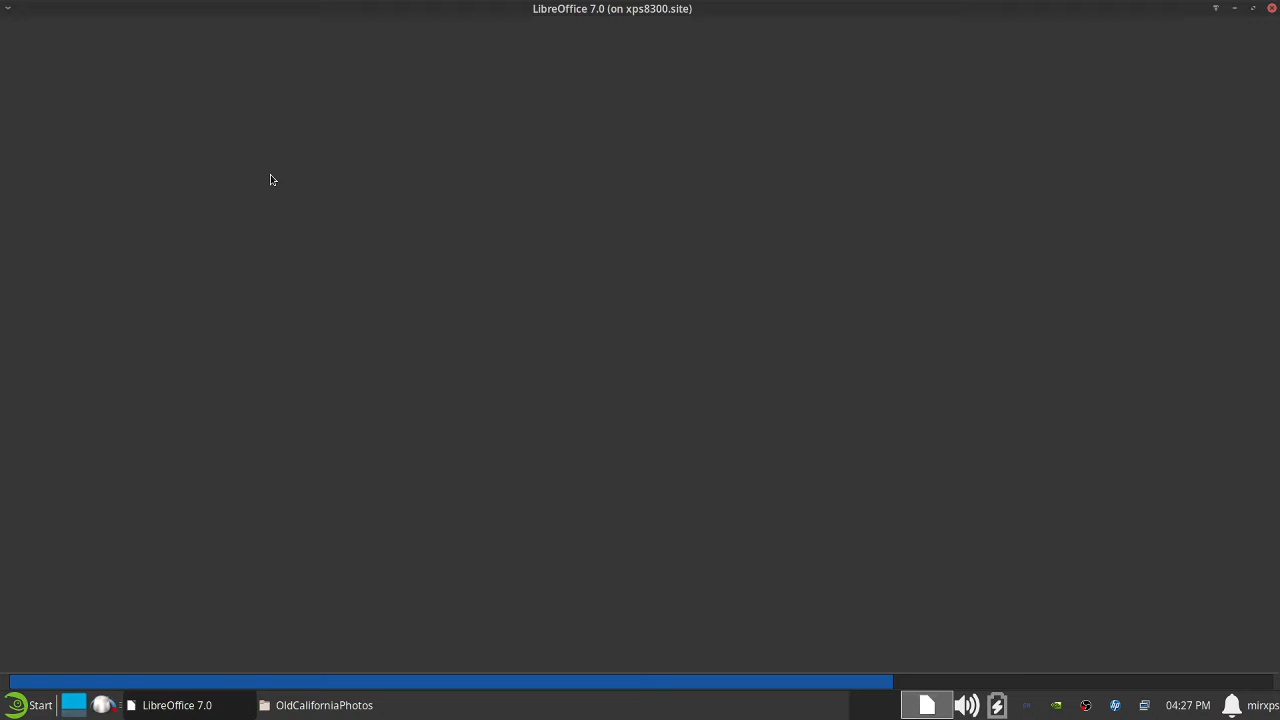 LibreOffice 7.0 (on xps8300.site)
Start
LibreOffice 7.0
OldCaliforniaPhotos
04:27 PM
mirxps